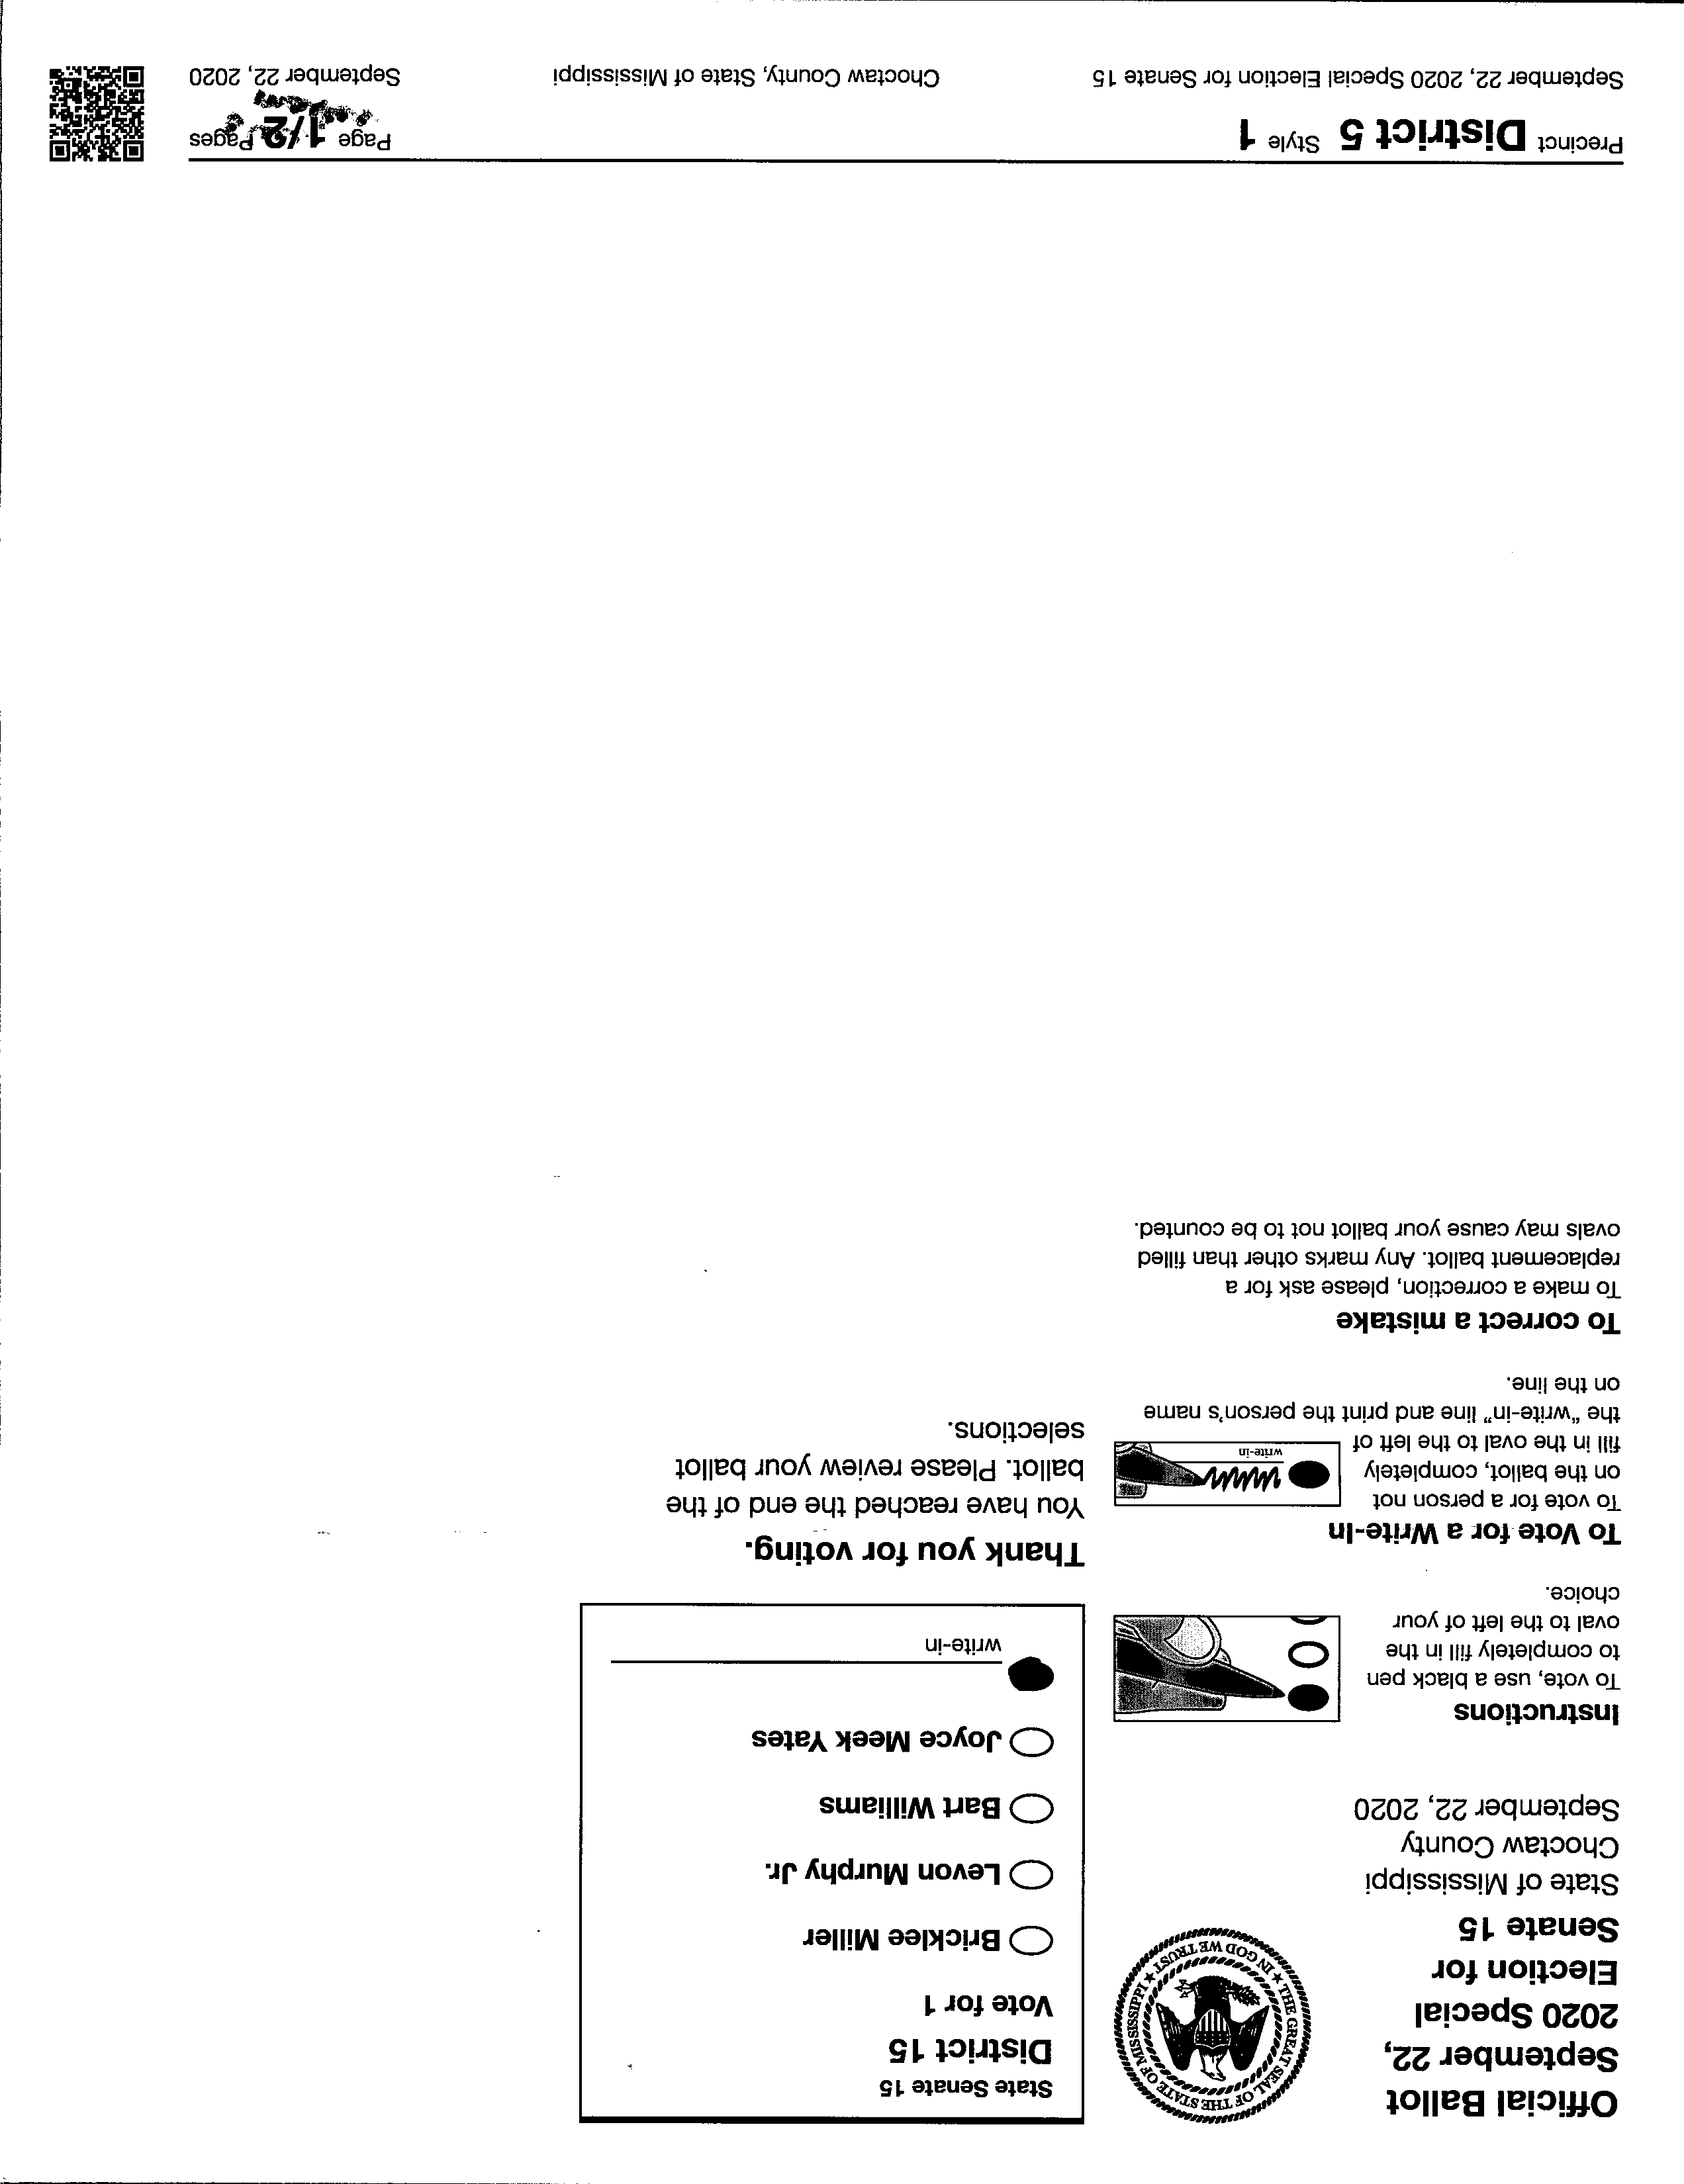 Official Ballot
September 22,
2020 Special
Election for
Senate 15
State of Mississippi
Choctaw County
September 22, 2020
THE GREAT SEAL OF THE STATE OF MISSISSIPPI ★ IN GOD WE TRUST ★
Instructions
To vote, use a black pen
to completely fill in the
oval to the left of your
choice.
To Vote for a Write-In
To vote for a person not
on the ballot, completely
fill in the oval to the left of
the "write-in" line and print the person's name
on the line.
write-in
To correct a mistake
To make a correction, please ask for a
replacement ballot. Any marks other than filled
ovals may cause your ballot not to be counted.
State Senate 15
District 15
Vote for 1
Bricklee Miller
Levon Murphy Jr.
Bart Williams
Joyce Meek Yates
write-in
Thank you for voting.
You have reached the end of the
ballot. Please review your ballot
selections.
Precinct District 5 Style 1
Page 1/2 Pages
September 22, 2020 Special Election for Senate 15
Choctaw County, State of Mississippi
September 22, 2020